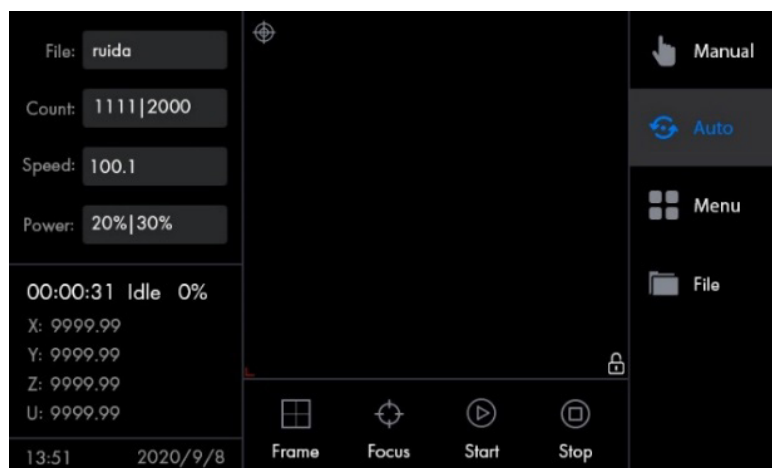 File: ruida
Count: 1111|2000
Speed: 100.1
Power: 20%|30%
00:00:31 Idle 0%
X: 9999.99
Y: 9999.99
Z: 9999.99
U: 9999.99
13:51 2020/9/8
Frame Focus Start Stop
Manual
Auto
Menu
File